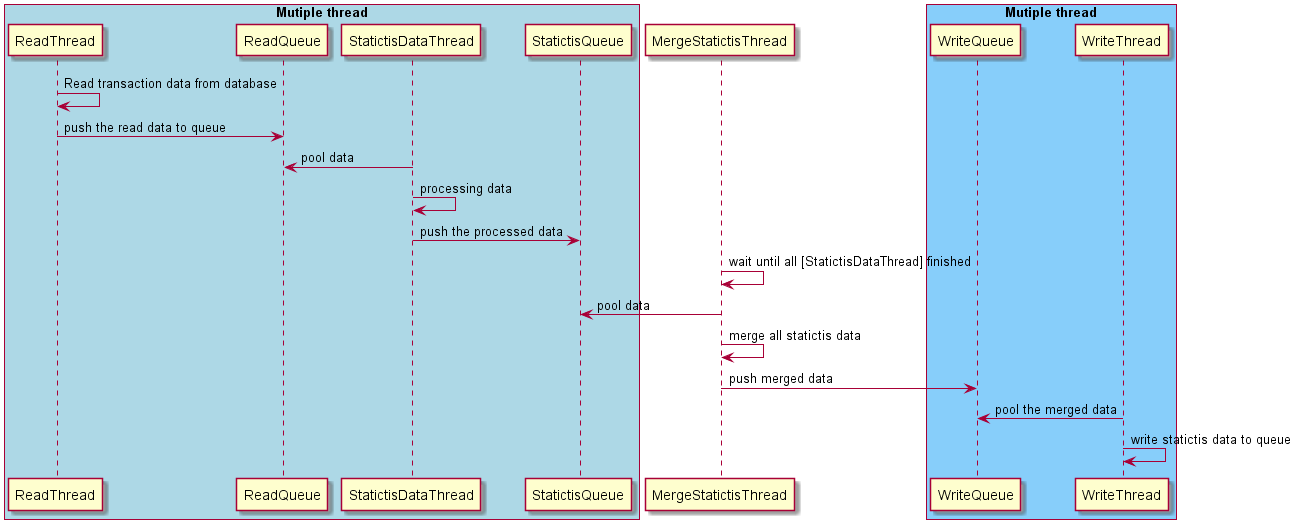 Mutiple thread
Mutiple thread
ReadThread
ReadQueue
StatictisDataThread
StatictisQueue
MergeStatictisThread
WriteQueue
WriteThread
Read transaction data from database
push the read data to queue
pool data
processing data
push the processed data
wait until all [StatictisDataThread] finished
pool data
merge all statictis data
push merged data
pool the merged data
write statictis data to queue
ReadThread
ReadQueue
StatictisDataThread
StatictisQueue
MergeStatictisThread
WriteQueue
WriteThread